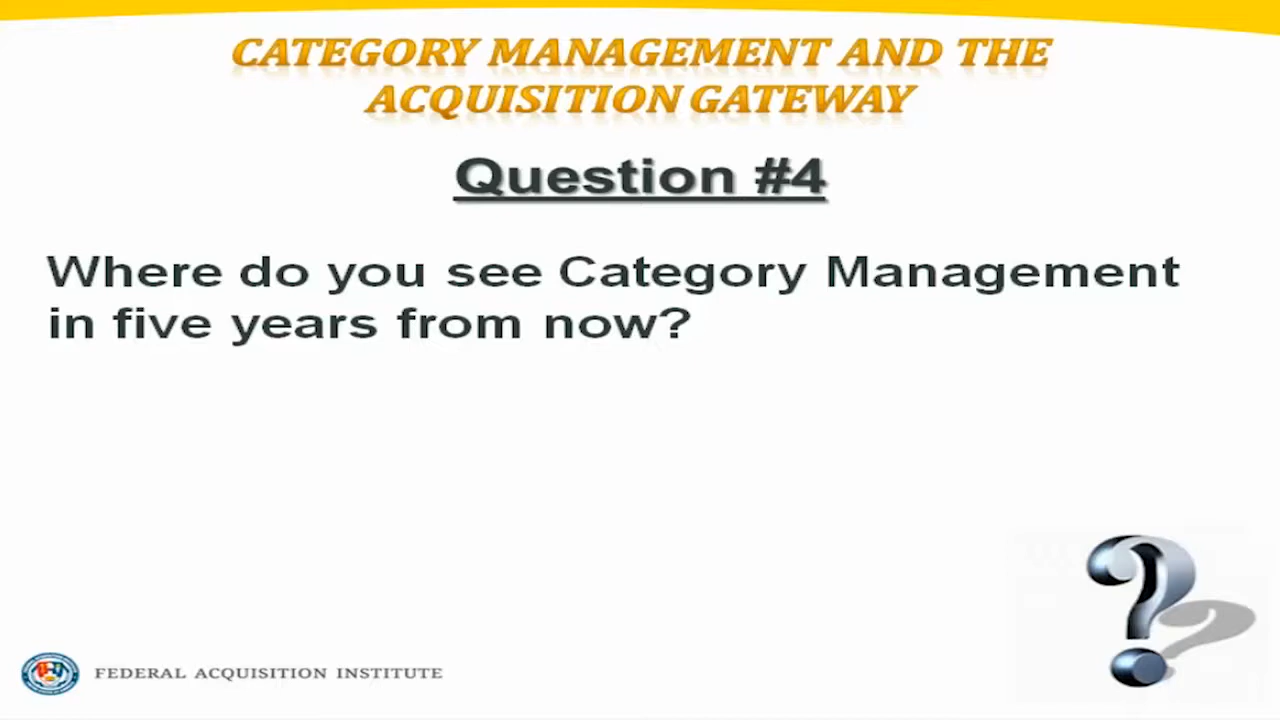 CATEGORY MANAGEMENT AND THE
ACQUISITION GATEWAY
Question #4
Where do you see Category Management
in five years from now?
FEDERAL ACQUISITION INSTITUTE